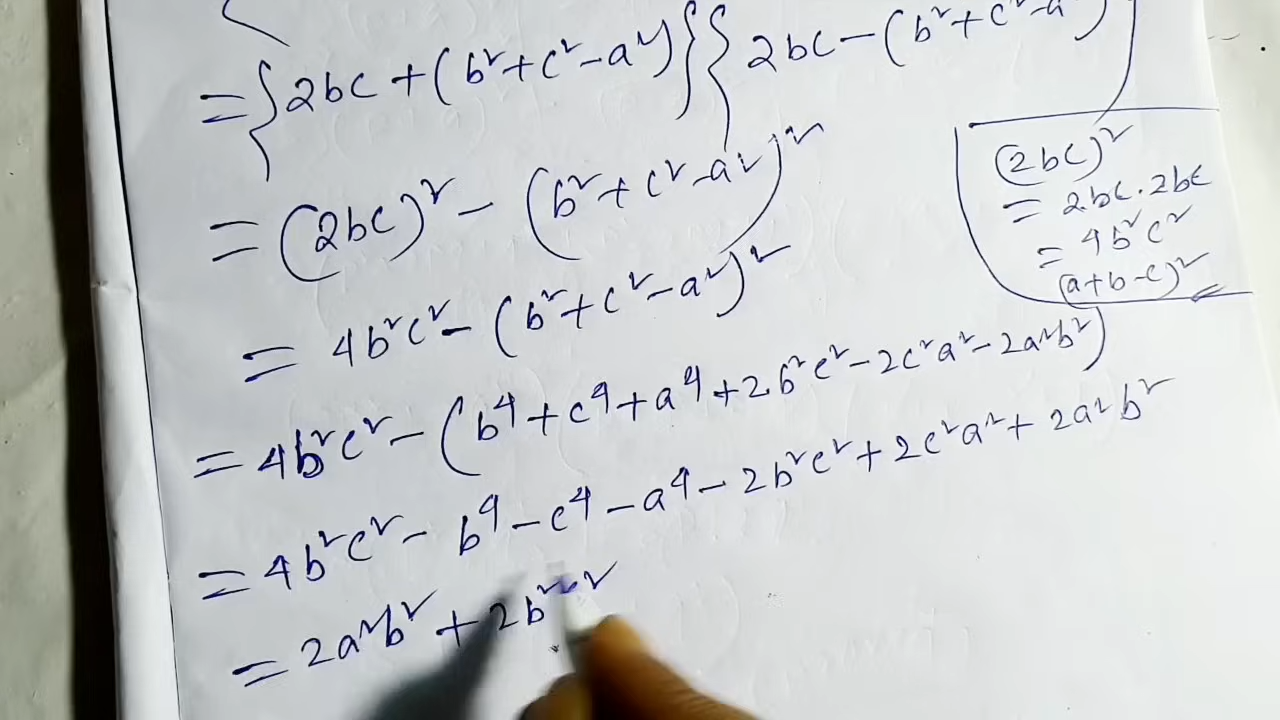 = {2bc + (b² + c² - a²)} {2bc - (b² + c² - a²)
= (2bc)² - (b² + c² - a²)²
= 4b²c² - (b² + c² - a²)²
= 4b²c² - (b⁴ + c⁴ + a⁴ + 2b²c² - 2c²a² - 2a²b²)
= 4b²c² - b⁴ - c⁴ - a⁴ - 2b²c² + 2c²a² + 2a²b²
= 2a²b² + 2b²
(2bc)²
= 2bc.2bc
= 4b²c²
(a+b-c)²